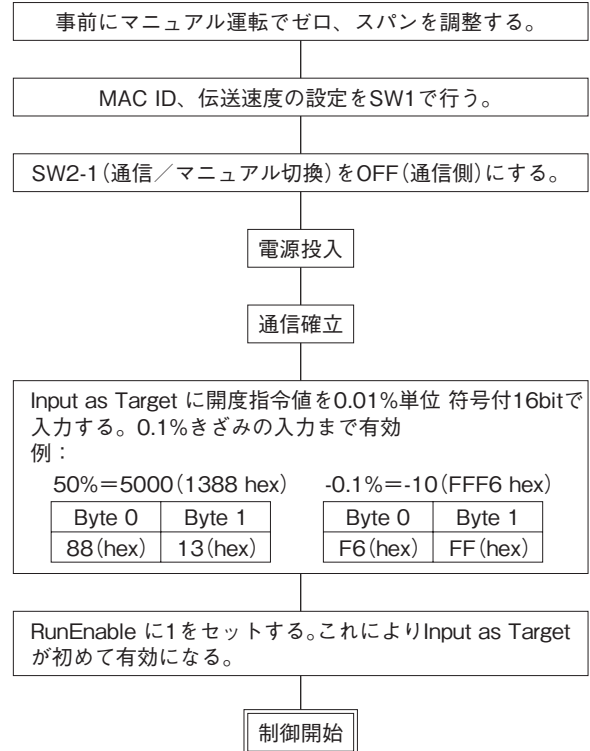 事前にマニュアル運転でゼロ、スパンを調整する。
MAC ID、伝送速度の設定をSW1で行う。
SW2-1(通信／マニュアル切換)をOFF(通信側)にする。
電源投入
通信確立
Input as Target に開度指令値を0.01%単位 符号付16bitで
入力する。0.1%きざみの入力まで有効
例：
50%＝5000(1388 hex) -0.1%＝-10(FFF6 hex)
Byte 0 Byte 1 Byte 0 Byte 1
88(hex) 13(hex) F6(hex) FF(hex)
RunEnable に1をセットする。これによりInput as Target
が初めて有効になる。
制御開始